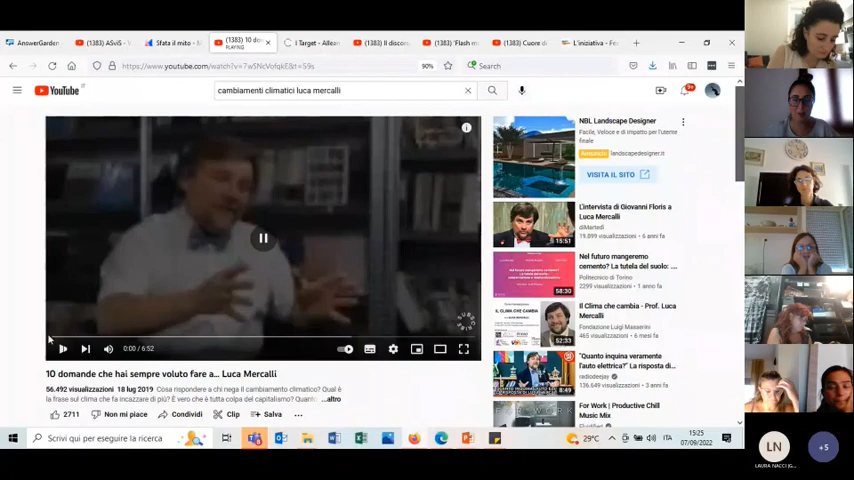 AnswerGarden
(1383) ASviS -
Sfata il mito -
(1383) 10 do
PLAYING
Target - Allean
(1383) Il discon
(1383) 'Flash m
(1383) Cuore di
L'iniziativa - Fe
https://www.youtube.com/watch?v=7wSNcVofqkE&t=59s
90%
Search
YouTube IT
cambiamenti climatici luca mercalli
9+
NBL Landscape Designer
Facile, Veloce e di impatto per l'utente
finale
Annuncio landscapedesigner.it
VISITA IL SITO
L'intervista di Giovanni Floris a
Luca Mercalli
diMartedì
19.899 visualizzazioni • 6 anni fa
15:51
Nel futuro mangeremo
cemento? La tutela del suolo: ...
Politecnico di Torino
2299 visualizzazioni • 1 anno fa
58:30
IL CLIMA CHE CAMBIA
Il Clima che cambia - Prof. Luca
Mercalli
Fondazione Luigi Masserini
635 visualizzazioni • 6 mesi fa
52:33
"Quanto inquina veramente
l'auto elettrica?" La risposta di...
radiodeejay
136.649 visualizzazioni • 3 anni fa
8:49
For Work | Productive Chill
Music Mix
SUBSCRIBE
0:00 / 6:52
10 domande che hai sempre voluto fare a... Luca Mercalli
56.492 visualizzazioni 18 lug 2019 Cosa rispondere a chi nega il cambiamento climatico? Qual è
la frase sul clima che fa incazzare di più? È vero che è tutta colpa del capitalismo? Quanto ...altro
2711
Non mi piace
Condividi
Clip
Salva
Scrivi qui per eseguire la ricerca
29°C
ITA
15:25
07/09/2022
LN
LAURA NACCI (G...
+5